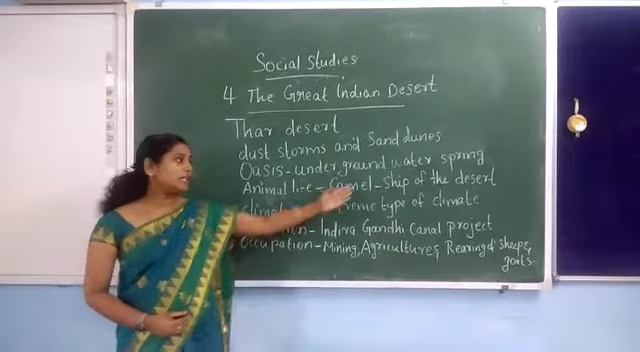 Social Studies
4 The Great Indian Desert
Thar desert
dust storms and Sand dunes
Oasis - underground water spring
Animal life - Camel - Ship of the desert
type of climate
Indira Gandhi Canal project
Occupation - Mining, Agriculture, Rearing of sheeps,
goats.